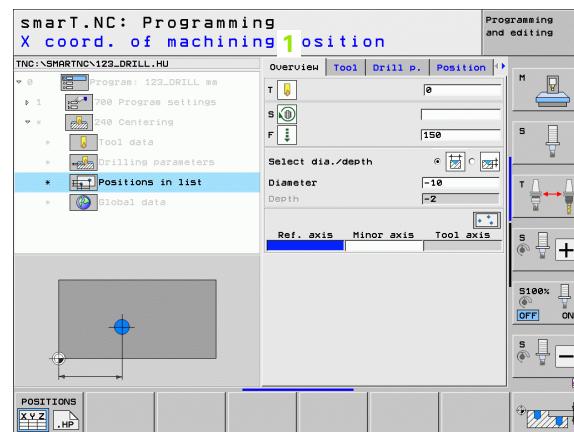 smarT.NC: Programming
X coord. of machining 1 osition
Programming
and editing
TNC:\SMARTNC\123_DRILL.HU
0 Program: 123_DRILL mm
1 700 Program settings
* 240 Centering
* Tool data
* Drilling parameters
* Positions in list
* Global data
Overview Tool Drill p. Position
T 0
S
F 150
Select dia./depth
Diameter -10
Depth -2
Ref. axis Minor axis Tool axis
M
S
T
S
S100%
OFF ON
S
POSITIONS
XYZ
.HP